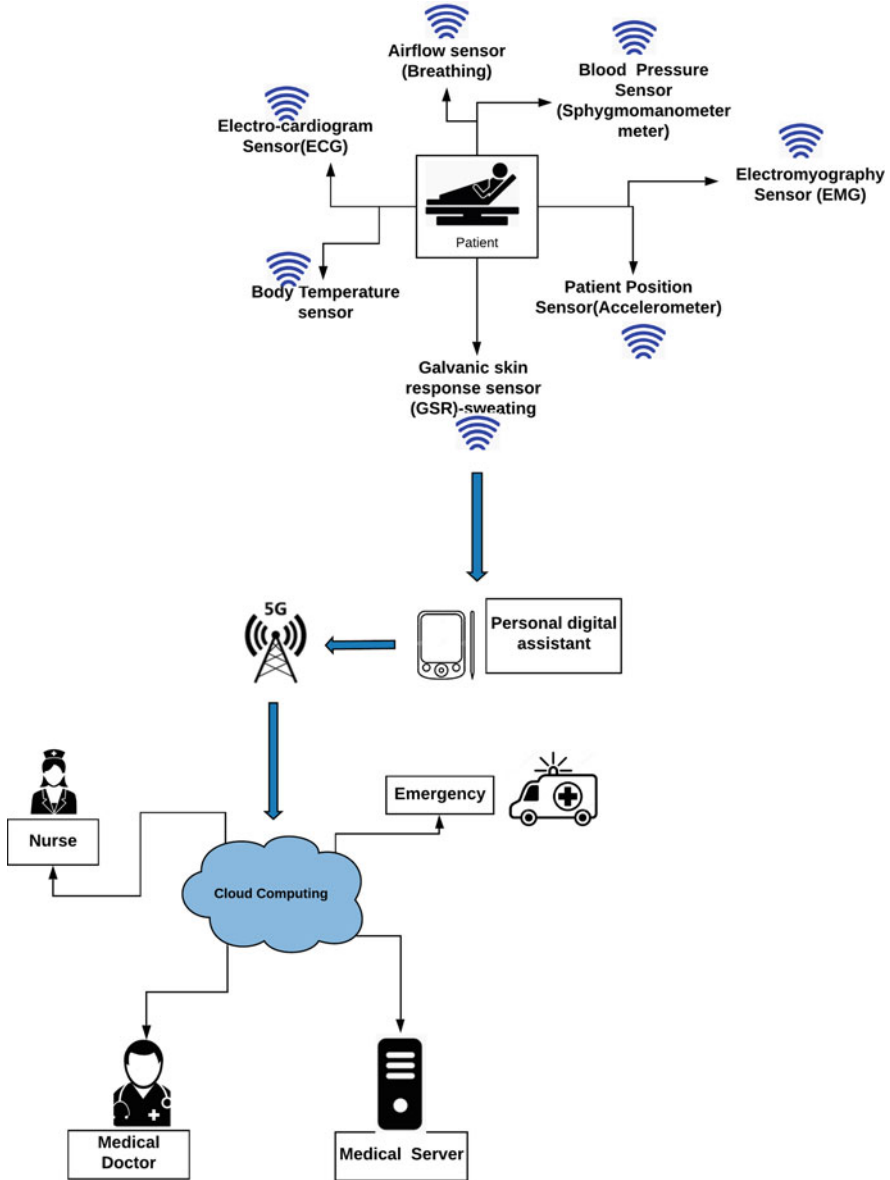 Airflow sensor
(Breathing)
Blood Pressure
Sensor
(Sphygmomanometer
meter)
Electro-cardiogram
Sensor(ECG)
Electromyography
Sensor (EMG)
Patient
Body Temperature
sensor
Patient Position
Sensor(Accelerometer)
Galvanic skin
response sensor
(GSR)-sweating
5G
Personal digital
assistant
Emergency
Nurse
Cloud Computing
Medical
Doctor
Medical Server